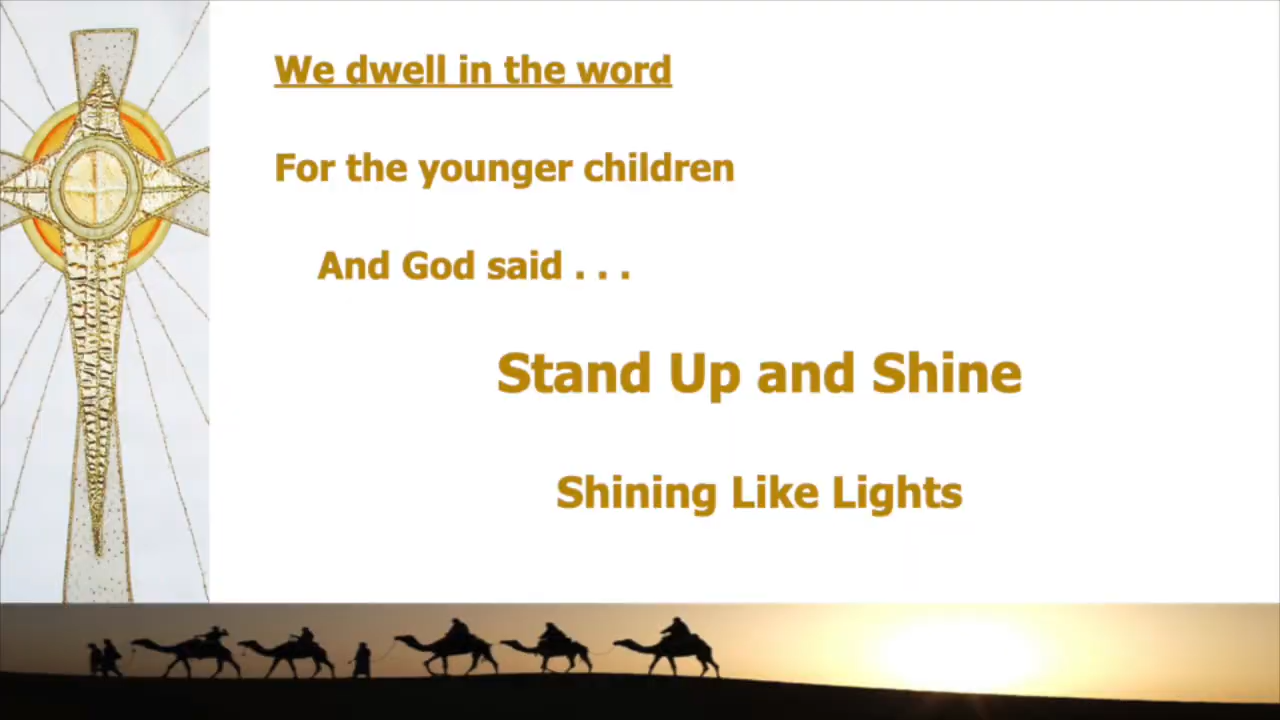 We dwell in the word
For the younger children
And God said . . .
Stand Up and Shine
Shining Like Lights